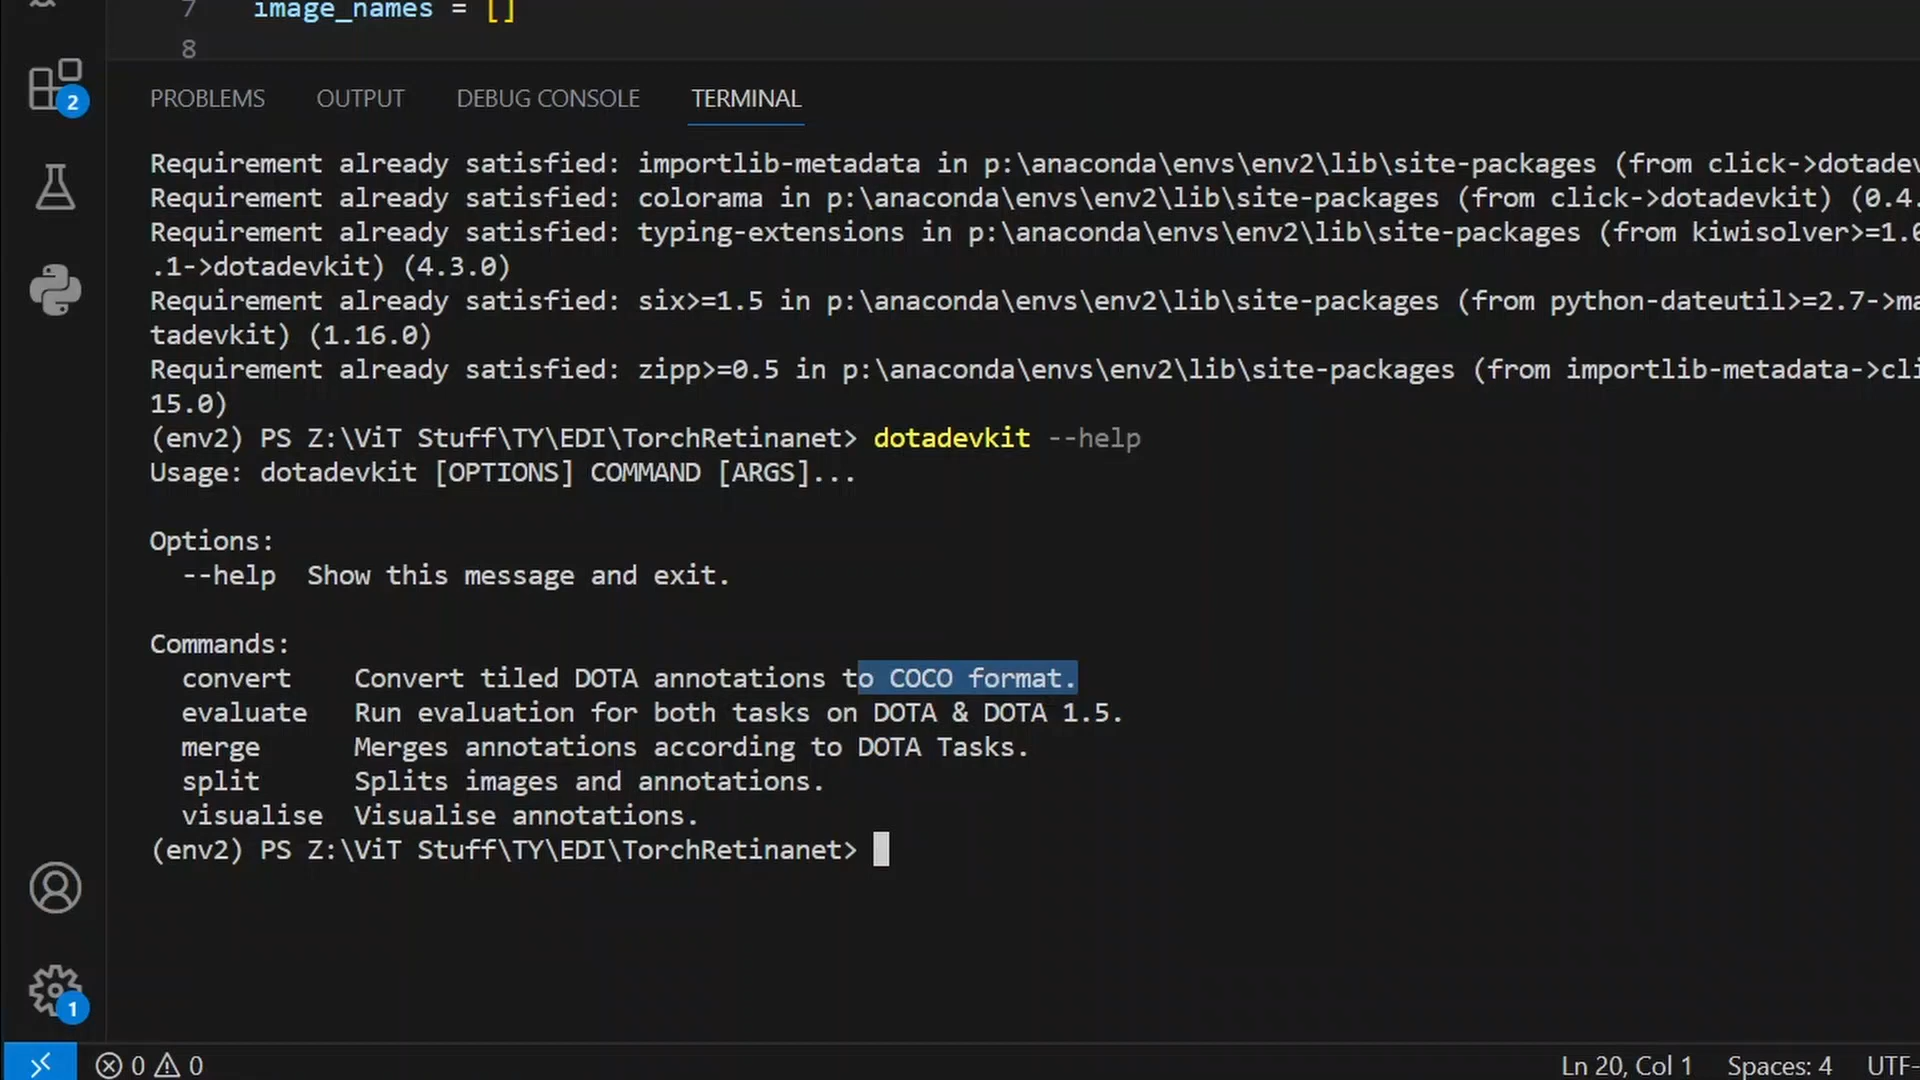 7 image_names = []
8
2
PROBLEMS OUTPUT DEBUG CONSOLE TERMINAL
Requirement already satisfied: importlib-metadata in p:\anaconda\envs\env2\lib\site-packages (from click->dotadev
Requirement already satisfied: colorama in p:\anaconda\envs\env2\lib\site-packages (from click->dotadevkit) (0.4.
Requirement already satisfied: typing-extensions in p:\anaconda\envs\env2\lib\site-packages (from kiwisolver>=1.0
.1->dotadevkit) (4.3.0)
Requirement already satisfied: six>=1.5 in p:\anaconda\envs\env2\lib\site-packages (from python-dateutil>=2.7->ma
tadevkit) (1.16.0)
Requirement already satisfied: zipp>=0.5 in p:\anaconda\envs\env2\lib\site-packages (from importlib-metadata->cli
15.0)
(env2) PS Z:\ViT Stuff\TY\EDI\TorchRetinanet> dotadevkit --help
Usage: dotadevkit [OPTIONS] COMMAND [ARGS]...
Options:
--help Show this message and exit.
Commands:
convert Convert tiled DOTA annotations to COCO format.
evaluate Run evaluation for both tasks on DOTA & DOTA 1.5.
merge Merges annotations according to DOTA Tasks.
split Splits images and annotations.
visualise Visualise annotations.
(env2) PS Z:\ViT Stuff\TY\EDI\TorchRetinanet>
1
0 0 Ln 20, Col 1 Spaces: 4 UTF-